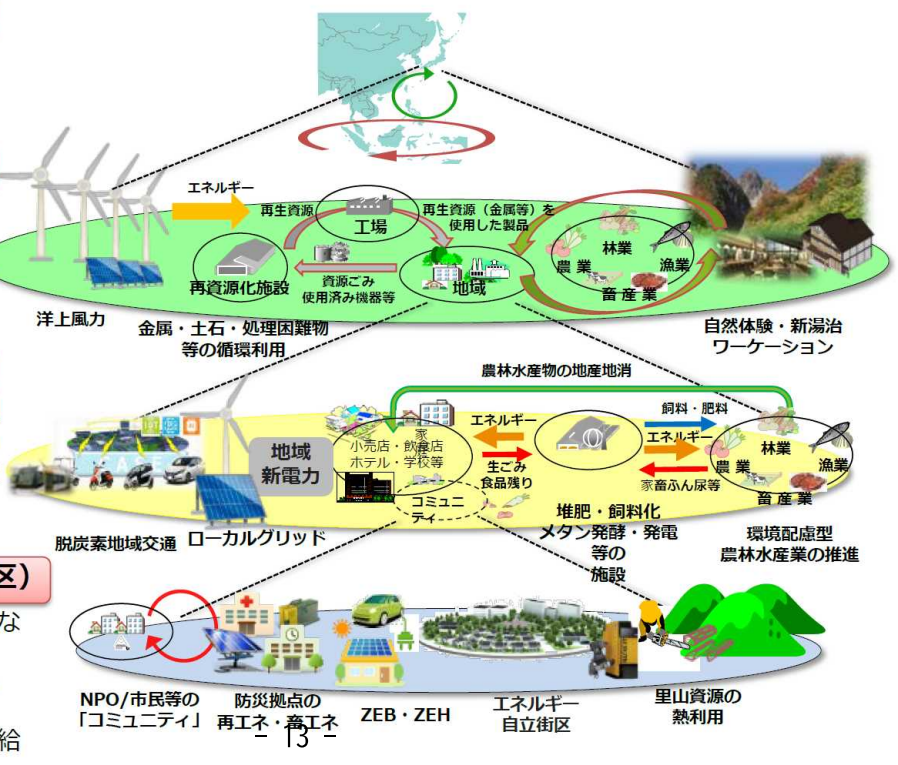 エネルギー
再生資源
工場
再生資源（金属等）を
使用した製品
再資源化施設
資源ごみ
使用済み機器等
地域
林業
農業
漁業
畜産業
洋上風力
金属・土石・処理困難物
等の循環利用
自然体験・新湯治
ワーケーション
農林水産物の地産地消
地域
新電力
小売店・飲食店
ホテル・学校等
コミュニ
ティ
エネルギー
生ごみ
食品残り
飼料・肥料
エネルギー
家畜ふん尿等
林業
農業
漁業
畜産業
脱炭素地域交通
ローカルグリッド
堆肥・飼料化
メタン発酵・発電
等の
施設
環境配慮型
農林水産業の推進
区）
な
給
NPO/市民等の
「コミュニティ」
防災拠点の
再エネ・畜エネ
ZEB・ZEH
エネルギー
自立街区
里山資源の
熱利用
- 13 -